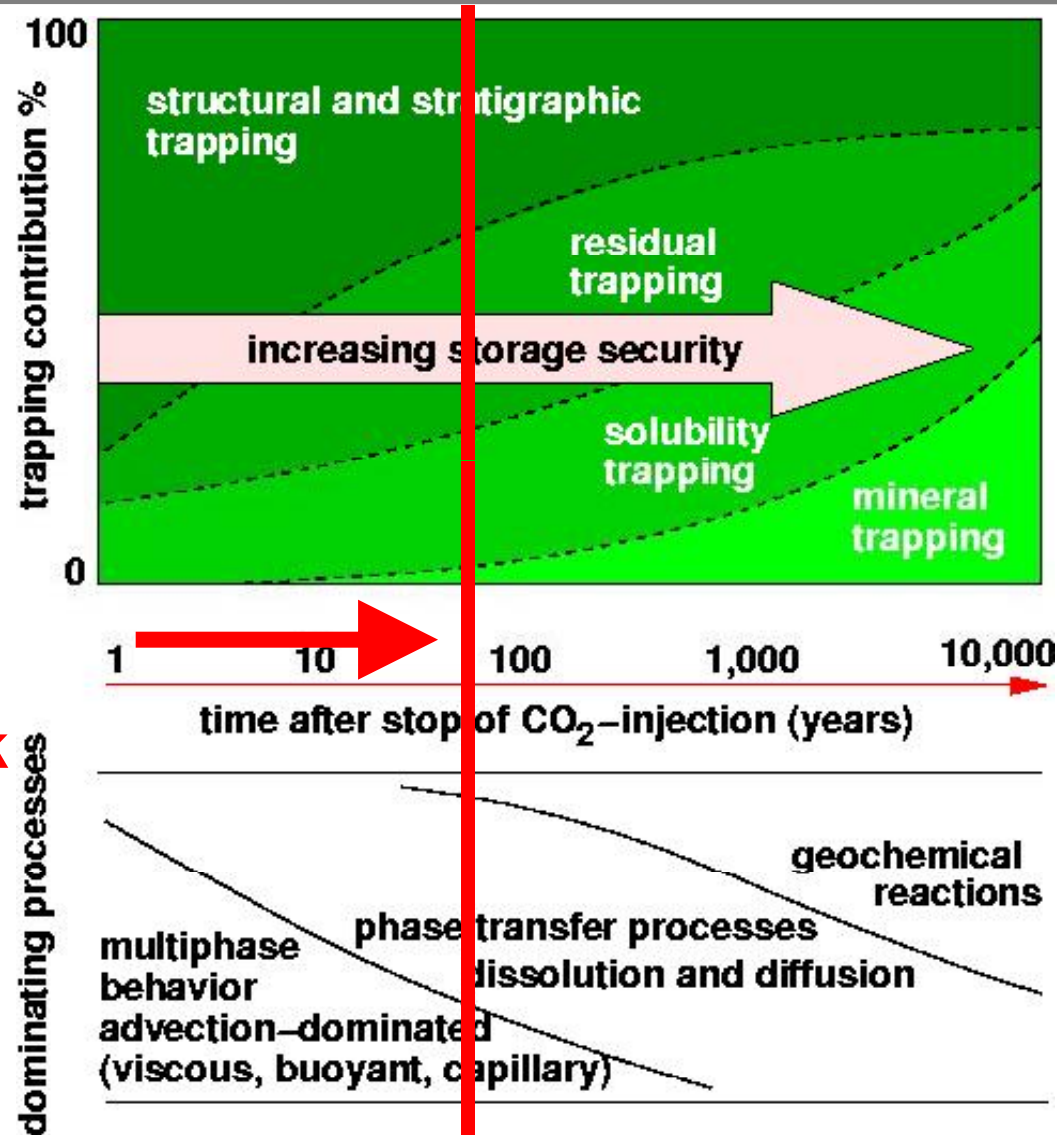 100
trapping contribution %
structural and stratigraphic
trapping
residual
trapping
increasing storage security
solubility
trapping
mineral
trapping
0
1 10 100 1,000 10,000
time after stop of CO₂–injection (years)
k
dominating processes
geochemical
reactions
phase transfer processes
dissolution and diffusion
multiphase
behavior
advection–dominated
(viscous, buoyant, capillary)